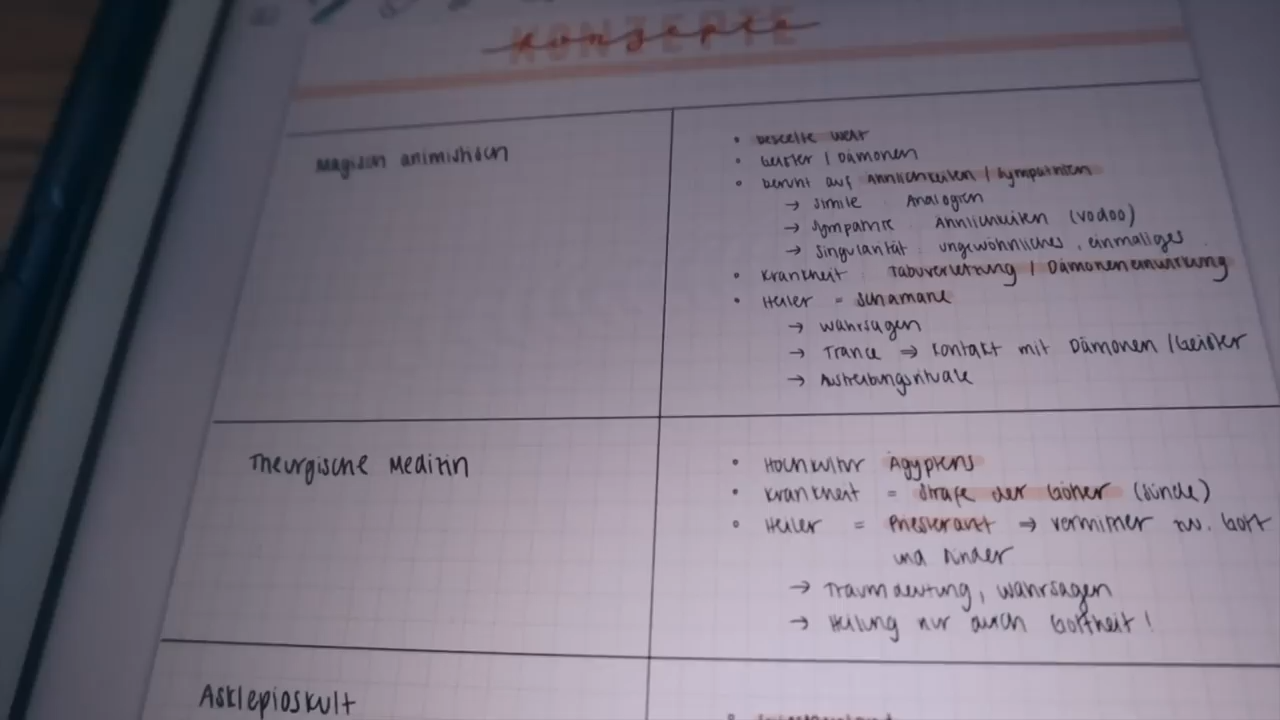 Konzepte
KONZEPTE
Magisch animistisch
• beseelte Welt
• Geister / Dämonen
• beruht auf Ähnlichkeiten / Sympathien
→ Simile : Analogien
→ Sympathie : Ähnlichkeiten (Vodoo)
→ Singularität : ungewöhnliches, einmaliges
• Krankheit : Tabuverletzung / Dämoneneinwirkung
• Heiler = Schamane
→ Wahrsagen
→ Trance ⇒ Kontakt mit Dämonen / Geister
→ Austreibungsrituale
Theurgische Medizin
• Hochkultur Ägyptens
• Krankheit = Strafe der Götter (Sünde)
• Heiler = Priesterarzt → Vermittler zw. Gott
und Sünder
→ Traumdeutung, Wahrsagen
→ Heilung nur durch Gottheit!
Asklepioskult